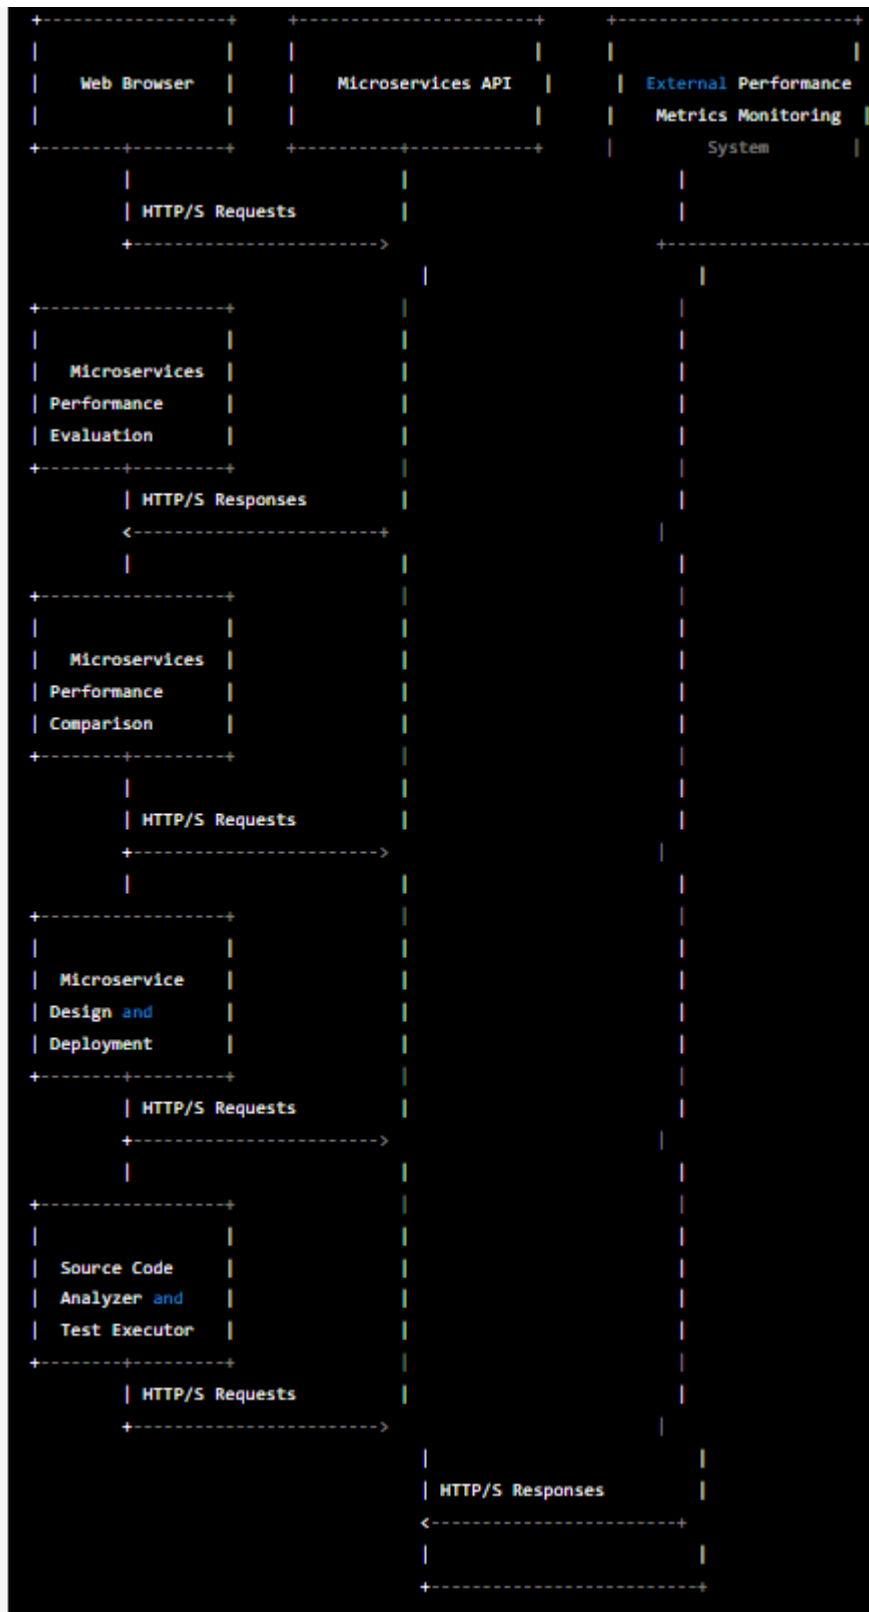 Web Browser Microservices API External Performance
Metrics Monitoring
System
HTTP/S Requests
Microservices
Performance
Evaluation
HTTP/S Responses
Microservices
Performance
Comparison
HTTP/S Requests
Microservice
Design and
Deployment
HTTP/S Requests
Source Code
Analyzer and
Test Executor
HTTP/S Requests
HTTP/S Responses